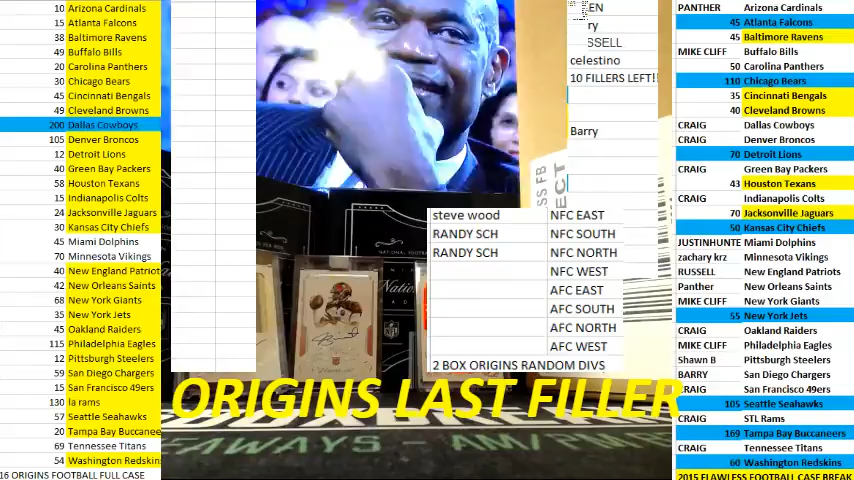 10 Arizona Cardinals
15 Atlanta Falcons
38 Baltimore Ravens
49 Buffalo Bills
20 Carolina Panthers
30 Chicago Bears
45 Cincinnati Bengals
49 Cleveland Browns
200 Dallas Cowboys
105 Denver Broncos
12 Detroit Lions
40 Green Bay Packers
58 Houston Texans
15 Indianapolis Colts
24 Jacksonville Jaguars
30 Kansas City Chiefs
45 Miami Dolphins
70 Minnesota Vikings
40 New England Patriots
42 New Orleans Saints
68 New York Giants
35 New York Jets
45 Oakland Raiders
115 Philadelphia Eagles
12 Pittsburgh Steelers
59 San Diego Chargers
15 San Francisco 49ers
130 la rams
57 Seattle Seahawks
20 Tampa Bay Buccanee
69 Tennessee Titans
54 Washington Redskin
16 ORIGINS FOOTBALL FULL CASE
EN
ry
SSELL
celestino
10 FILLERS LEFT!!
Barry
SS FB
ECT
steve wood NFC EAST
RANDY SCH NFC SOUTH
RANDY SCH NFC NORTH
NFC WEST
AFC EAST
AFC SOUTH
AFC NORTH
AFC WEST
2 BOX ORIGINS RANDOM DIVS
NFL
ORIGINS LAST FILLER
EAWAYS - AM/FM
PANTHER Arizona Cardinals
45 Atlanta Falcons
45 Baltimore Ravens
MIKE CLIFF Buffalo Bills
50 Carolina Panthers
110 Chicago Bears
35 Cincinnati Bengals
40 Cleveland Browns
CRAIG Dallas Cowboys
CRAIG Denver Broncos
70 Detroit Lions
CRAIG Green Bay Packers
43 Houston Texans
CRAIG Indianapolis Colts
70 Jacksonville Jaguars
50 Kansas City Chiefs
JUSTINHUNTE Miami Dolphins
zachary krz Minnesota Vikings
RUSSELL New England Patriots
Panther New Orleans Saints
MIKE CLIFF New York Giants
55 New York Jets
CRAIG Oakland Raiders
MIKE CLIFF Philadelphia Eagles
Shawn B Pittsburgh Steelers
BARRY San Diego Chargers
CRAIG San Francisco 49ers
105 Seattle Seahawks
CRAIG STL Rams
169 Tampa Bay Buccaneers
CRAIG Tennessee Titans
60 Washington Redskins
2015 FLAWLESS FOOTBALL CASE BREAK